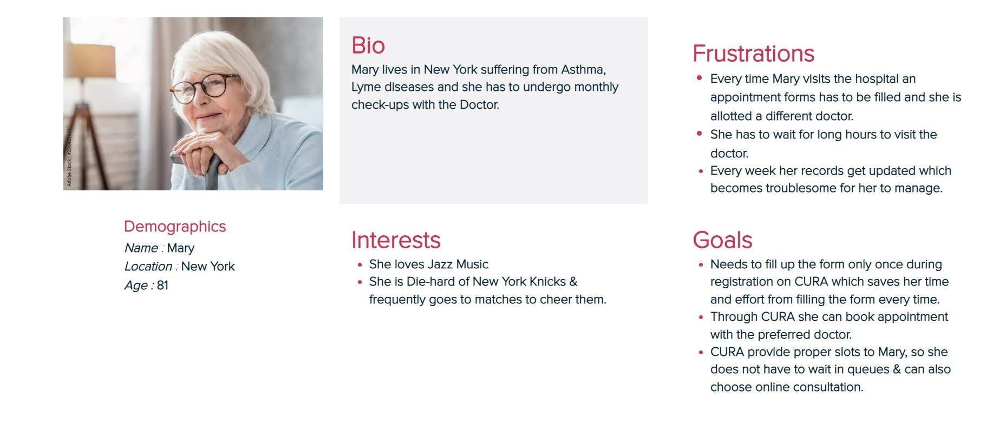 Adobe Stock | #296427422
Demographics
Name : Mary
Location : New York
Age : 81
Bio
Mary lives in New York suffering from Asthma,
Lyme diseases and she has to undergo monthly
check-ups with the Doctor.
Interests
• She loves Jazz Music
• She is Die-hard of New York Knicks &
frequently goes to matches to cheer them.
Frustrations
• Every time Mary visits the hospital an
appointment forms has to be filled and she is
allotted a different doctor.
• She has to wait for long hours to visit the
doctor.
• Every week her records get updated which
becomes troublesome for her to manage.
Goals
• Needs to fill up the form only once during
registration on CURA which saves her time
and effort from filling the form every time.
• Through CURA she can book appointment
with the preferred doctor.
• CURA provide proper slots to Mary, so she
does not have to wait in queues & can also
choose online consultation.